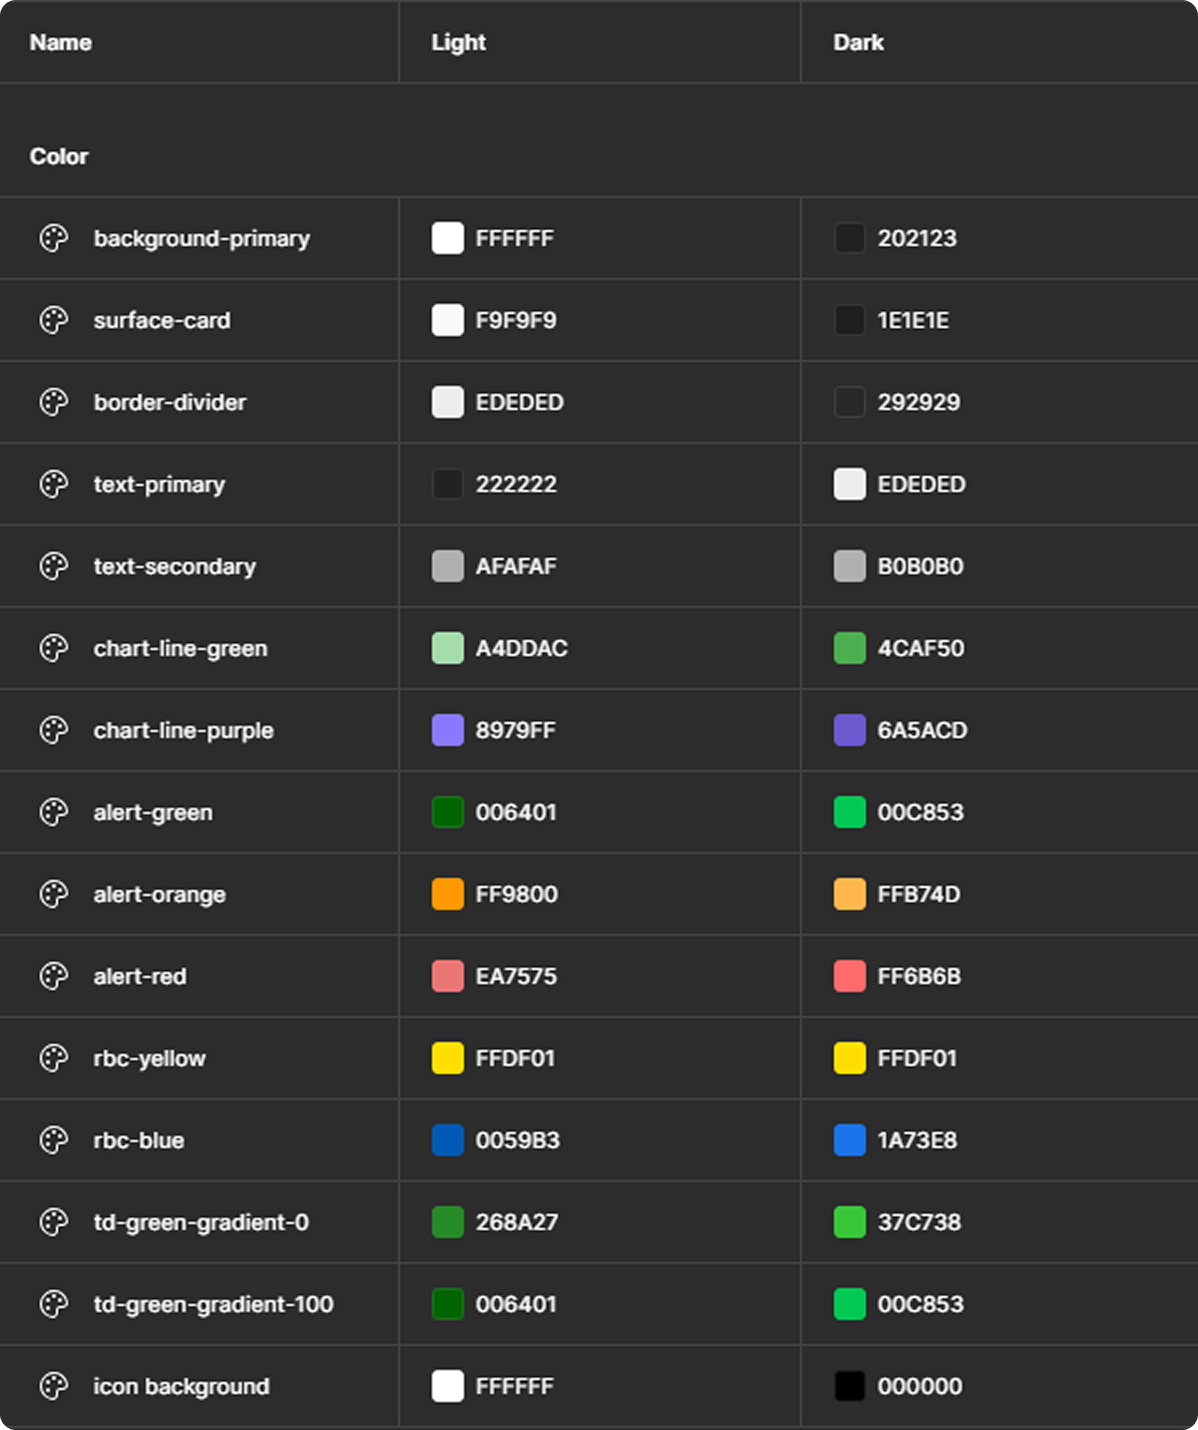 Name Light Dark
Color
background-primary FFFFFF 202123
surface-card F9F9F9 1E1E1E
border-divider EDEDED 292929
text-primary 222222 EDEDED
text-secondary AFAFAF B0B0B0
chart-line-green A4DDAC 4CAF50
chart-line-purple 8979FF 6A5ACD
alert-green 006401 00C853
alert-orange FF9800 FFB74D
alert-red EA7575 FF6B6B
rbc-yellow FFDF01 FFDF01
rbc-blue 0059B3 1A73E8
td-green-gradient-0 268A27 37C738
td-green-gradient-100 006401 00C853
icon background FFFFFF 000000